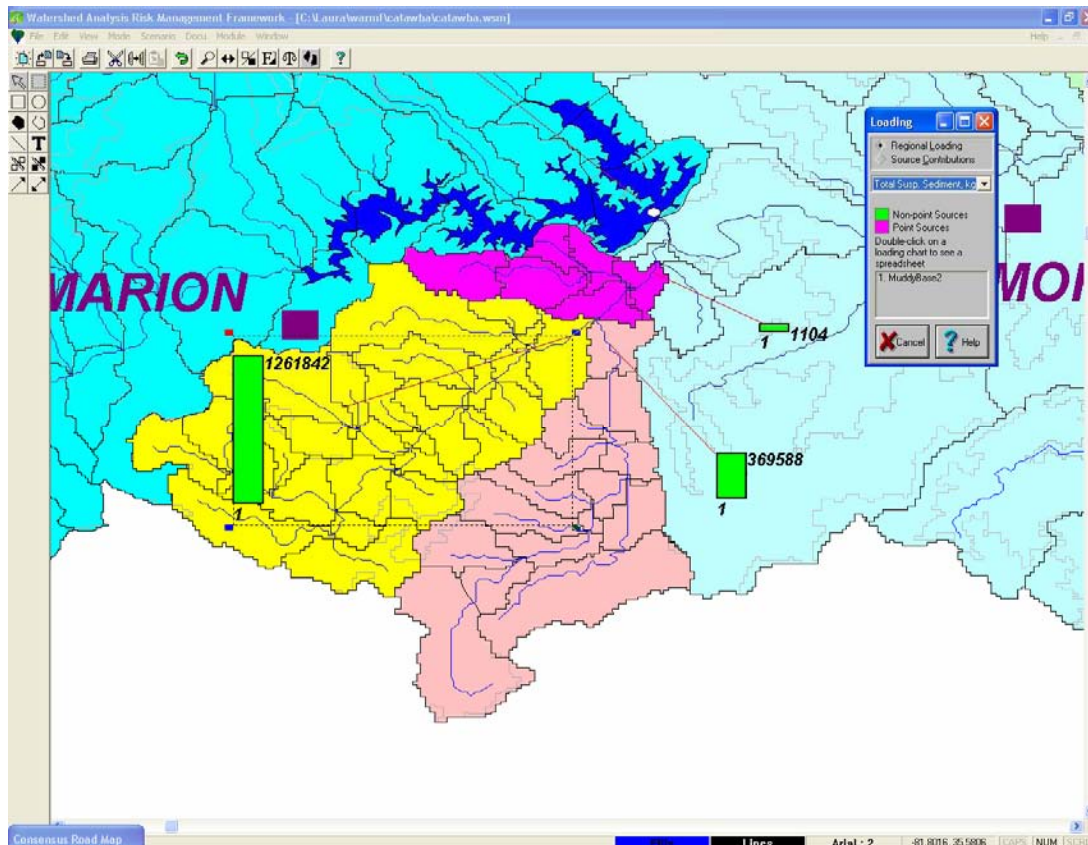 Watershed Analysis Risk Management Framework - [C:\Laura\warmf\catawba\catawba.wsm]
File Edit View Mode Scenario Docu Module Window Help
T
MARION
MOI
Loading
Regional Loading
Source Contributions
Total Susp. Sediment, kg
Non-point Sources
Point Sources
Double-click on a
loading chart to see a
spreadsheet
1. MuddyBase2
Cancel Help
1104
1
1261842
1
369588
1
Consensus Road Map
Lines Arial : 2 -81.8016, 35.5806 CAPS NUM